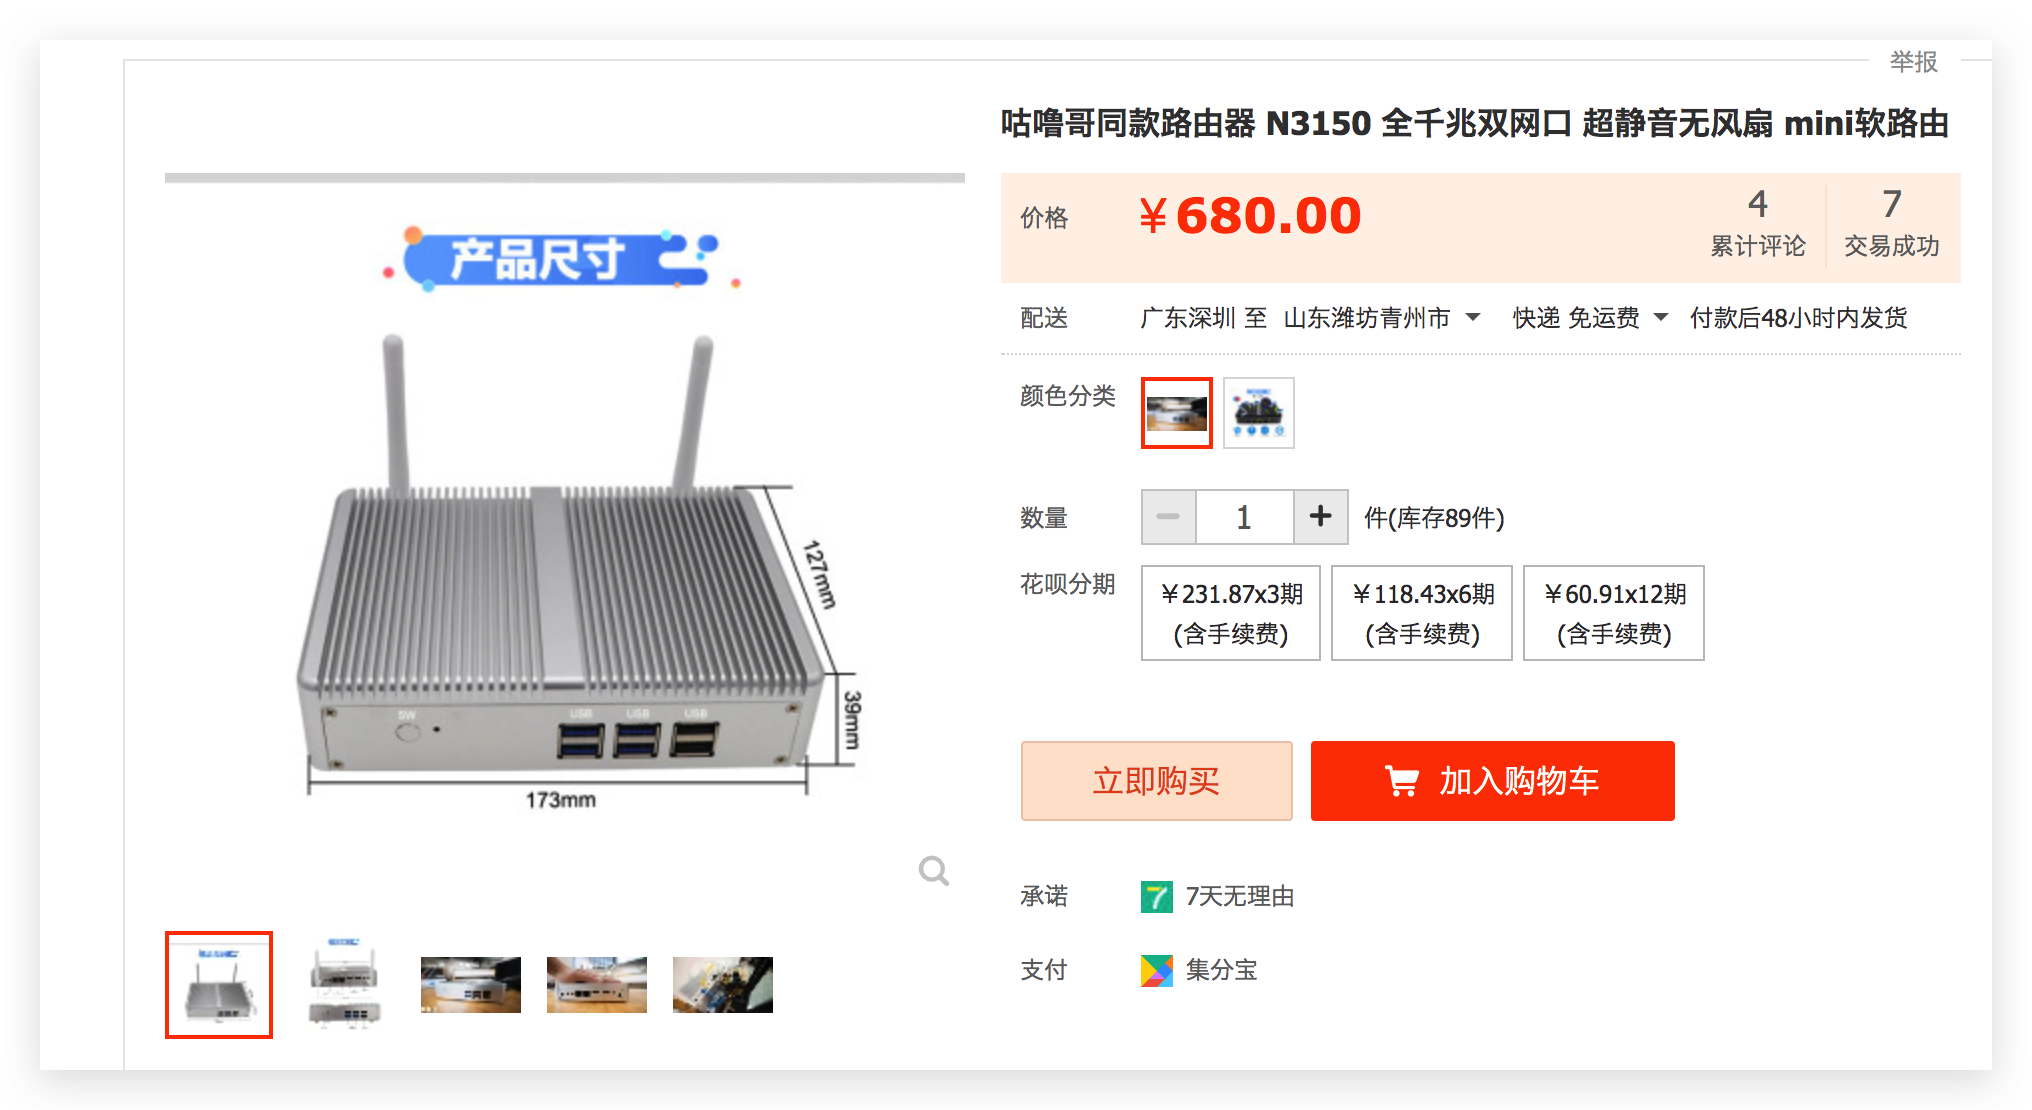 举报
咕噜哥同款路由器 N3150 全千兆双网口 超静音无风扇 mini软路由
价格
￥680.00
4
累计评论
7
交易成功
配送
广东深圳 至 山东潍坊青州市
快递 免运费
付款后48小时内发货
颜色分类
数量
1
件(库存89件)
花呗分期
￥231.87x3期
(含手续费)
￥118.43x6期
(含手续费)
￥60.91x12期
(含手续费)
立即购买
加入购物车
承诺
7天无理由
支付
集分宝
产品尺寸
127mm
39mm
173mm
SW
USB
USB
USB